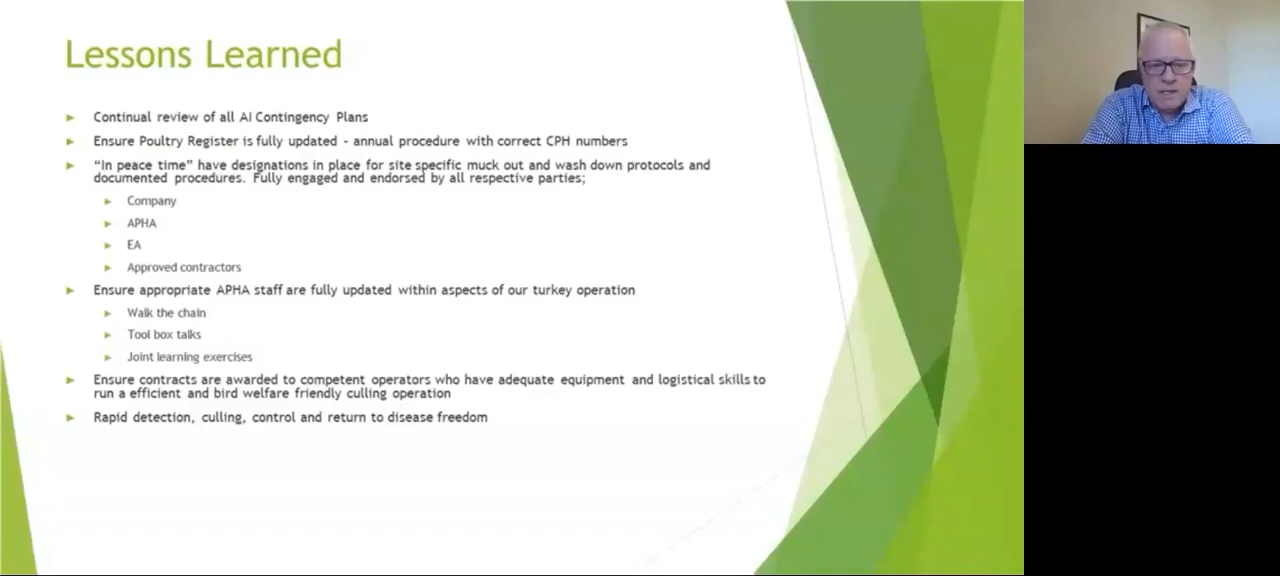 Lessons Learned
Continual review of all AI Contingency Plans
Ensure Poultry Register is fully updated - annual procedure with correct CPH numbers
“In peace time” have designations in place for site specific muck out and wash down protocols and
documented procedures. Fully engaged and endorsed by all respective parties;
Company
APHA
EA
Approved contractors
Ensure appropriate APHA staff are fully updated within aspects of our turkey operation
Walk the chain
Tool box talks
Joint learning exercises
Ensure contracts are awarded to competent operators who have adequate equipment and logistical skills to
run a efficient and bird welfare friendly culling operation
Rapid detection, culling, control and return to disease freedom